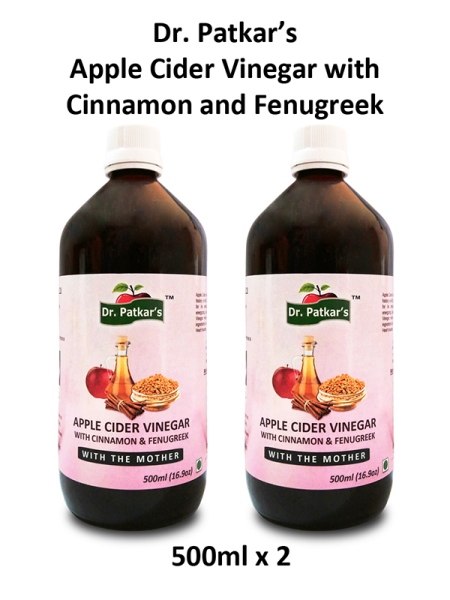 Dr. Patkar’s
Apple Cider Vinegar with
Cinnamon and Fenugreek
Dr. Patkar's
TM
APPLE CIDER VINEGAR
WITH CINNAMON & FENUGREEK
WITH THE MOTHER
500ml (16.9oz)
Dr. Patkar's
TM
APPLE CIDER VINEGAR
WITH CINNAMON & FENUGREEK
WITH THE MOTHER
500ml (16.9oz)
500ml x 2